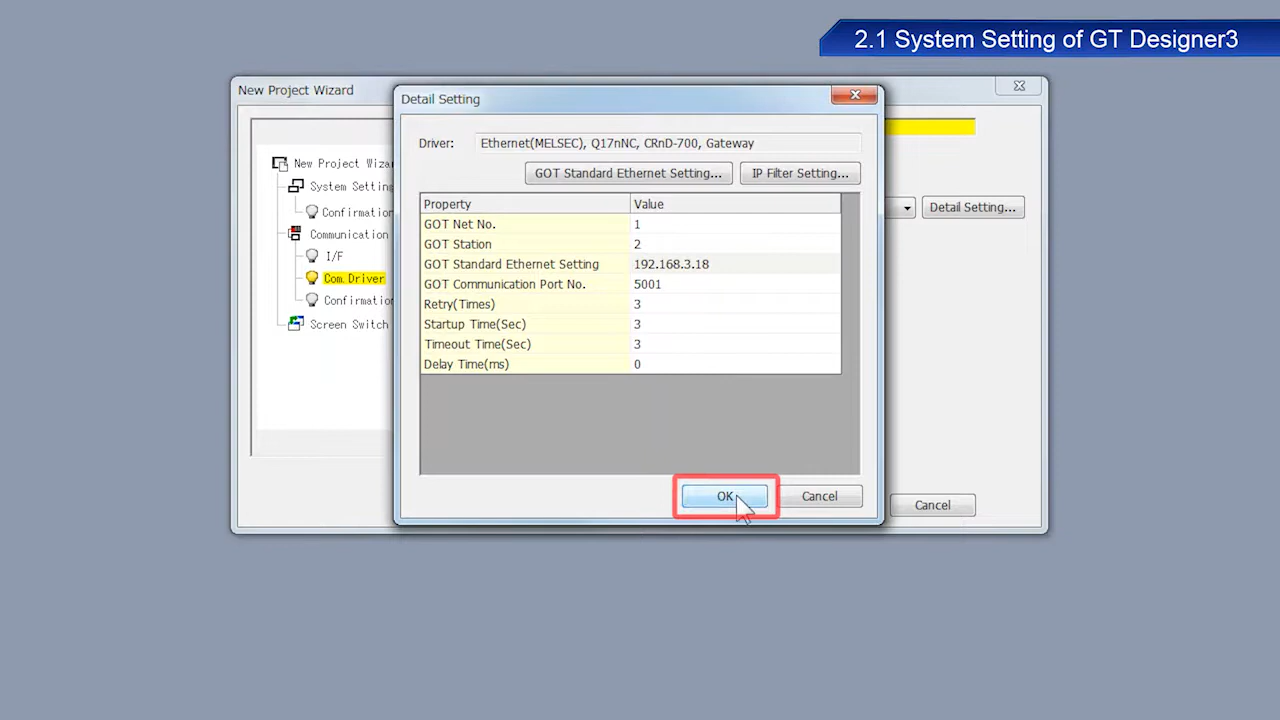 2.1 System Setting of GT Designer3
New Project Wizard
Detail Setting
Driver: Ethernet(MELSEC), Q17nNC, CRnD-700, Gateway
GOT Standard Ethernet Setting... IP Filter Setting...
Property Value
GOT Net No. 1
GOT Station 2
GOT Standard Ethernet Setting 192.168.3.18
GOT Communication Port No. 5001
Retry(Times) 3
Startup Time(Sec) 3
Timeout Time(Sec) 3
Delay Time(ms) 0
OK Cancel
New Project Wiza
System Settin
Confirmation
Communication
I/F
Com.Driver
Confirmatio
Screen Switch
Detail Setting...
Cancel